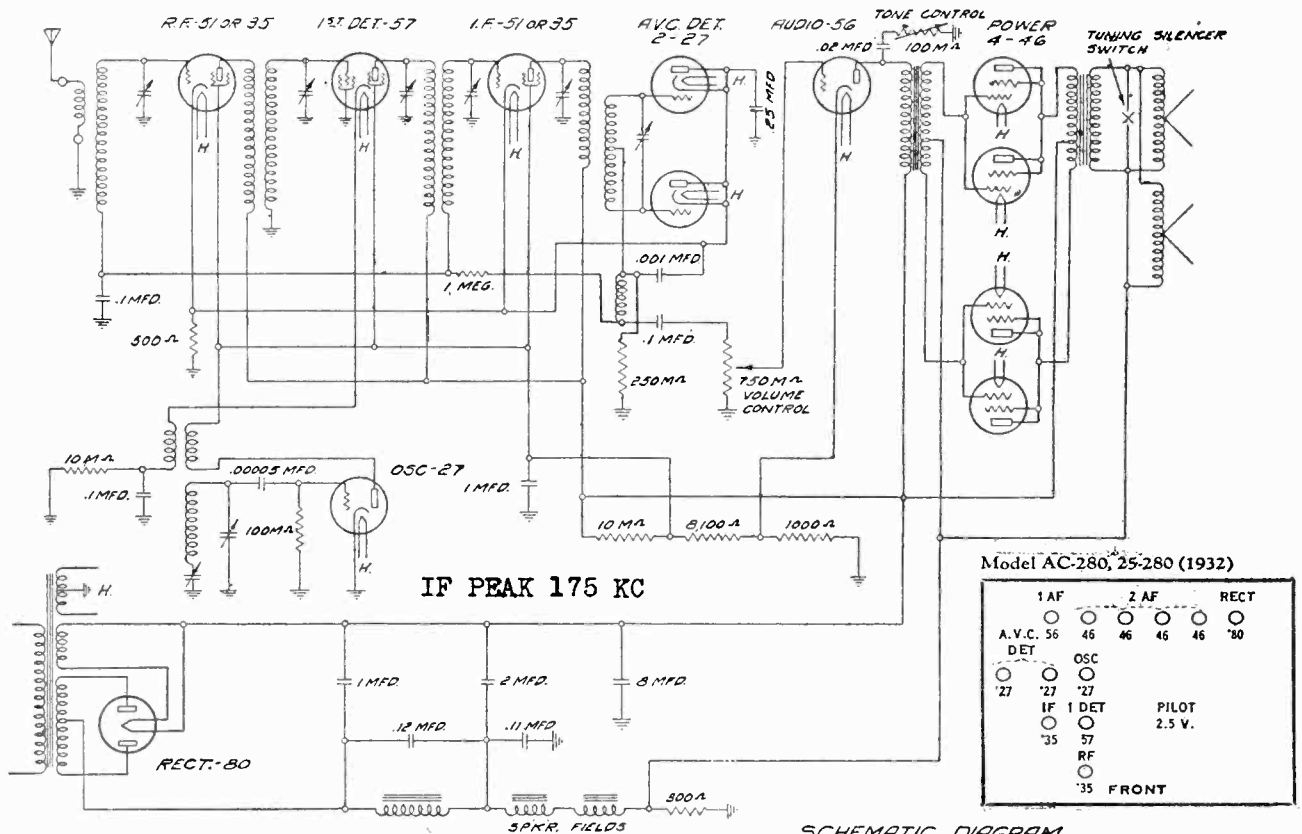 R.F.-51 OR 35
1ST. DET.-57
I.F.-51 OR 35
A.V.C. DET.
2-27
AUDIO-56
TONE CONTROL
POWER
4-46
TUNING SILENCER
SWITCH
.02 MFD
100 MΩ
H.
.25 MFD
H
H
H
H
H
H
H.
H.
H.
H.
.001 MFD
1 MEG.
.1 MFD.
.1 MFD.
500 Ω
250 MΩ
750 MΩ
VOLUME
CONTROL
10 MΩ
.00005 MFD
OSC-27
.1 MFD.
1 MFD.
100 MΩ
10 MΩ
8,100 Ω
1000 Ω
H.
H.
IF PEAK 175 KC
Model AC-280, 25-280 (1932)
1 AF
2 AF
RECT
A.V.C.
56
46
46
46
46
'80
DET
OSC
'27
'27
'27
IF
1 DET
PILOT
2.5 V.
'35
57
RF
'35
FRONT
1 MFD.
2 MFD.
8 MFD.
.12 MFD.
.11 MFD
RECT.-80
300 Ω
SPKR. FIELDS
SCHEMATIC DIAGRAM